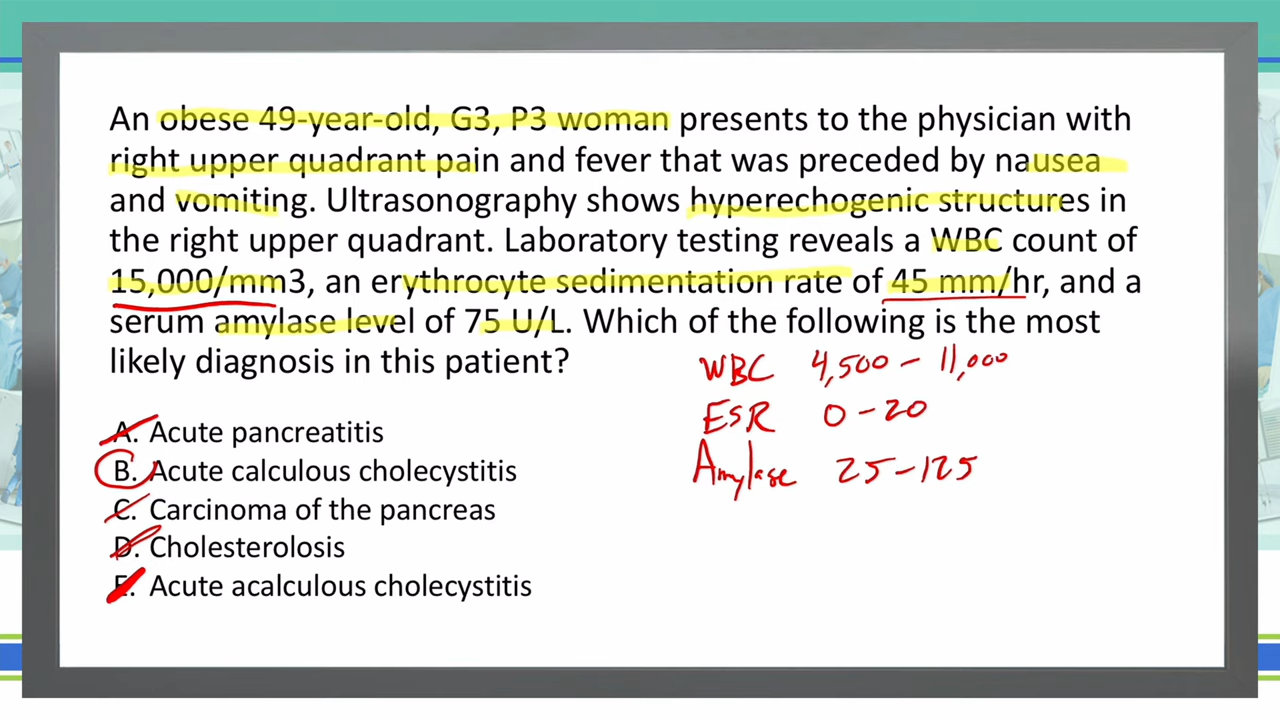 An obese 49-year-old, G3, P3 woman presents to the physician with
right upper quadrant pain and fever that was preceded by nausea
and vomiting. Ultrasonography shows hyperechogenic structures in
the right upper quadrant. Laboratory testing reveals a WBC count of
15,000/mm3, an erythrocyte sedimentation rate of 45 mm/hr, and a
serum amylase level of 75 U/L. Which of the following is the most
likely diagnosis in this patient?
WBC 4,500 - 11,000
ESR 0-20
Amylase 25-125
A. Acute pancreatitis
B. Acute calculous cholecystitis
C. Carcinoma of the pancreas
D. Cholesterolosis
E. Acute acalculous cholecystitis